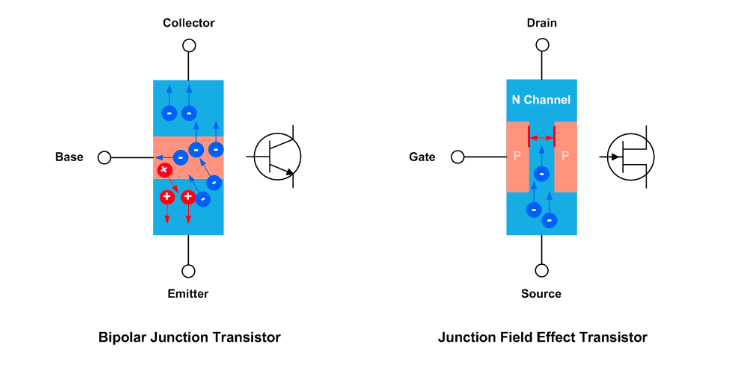 Collector
Base
Emitter
Bipolar Junction Transistor
Drain
N Channel
Gate
P
P
Source
Junction Field Effect Transistor